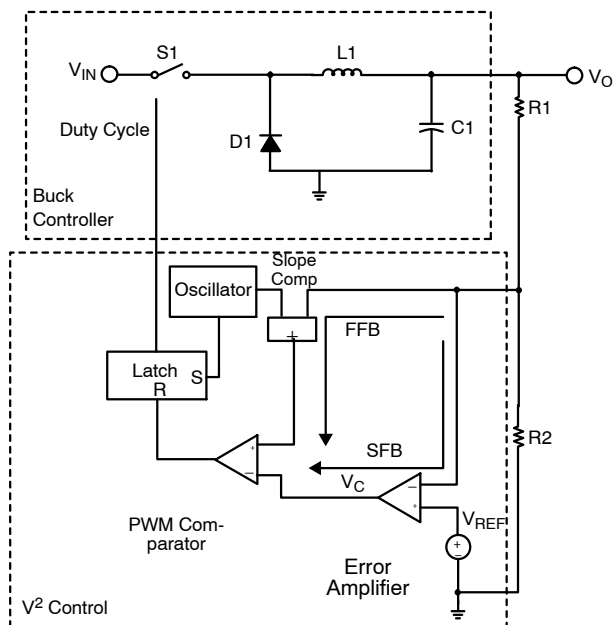 S1
L1
V_IN
V_O
R1
Duty Cycle
D1
C1
Buck
Controller
Slope
Comp
Oscillator
+
FFB
Latch
S
R
R2
+
SFB
−
V_C
−
+
V_REF
PWM Com-
parator
+
−
Error
Amplifier
V² Control